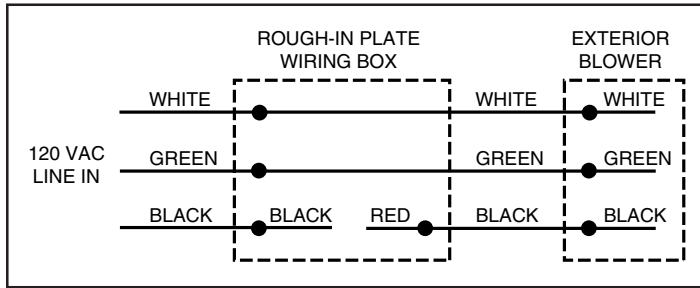 ROUGH-IN PLATE
WIRING BOX
EXTERIOR
BLOWER
120 VAC
LINE IN
WHITE WHITE WHITE
GREEN GREEN GREEN
BLACK BLACK RED BLACK BLACK